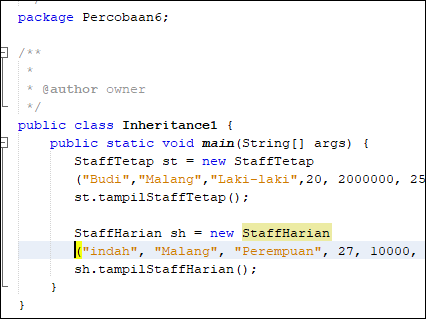 package Percobaan6;
/**
*
* @author owner
*/
public class Inheritance1 {
public static void main(String[] args) {
StaffTetap st = new StaffTetap
("Budi","Malang","Laki-laki",20, 2000000, 25
st.tampilStaffTetap();
StaffHarian sh = new StaffHarian
("indah", "Malang", "Perempuan", 27, 10000,
sh.tampilStaffHarian();
}
}